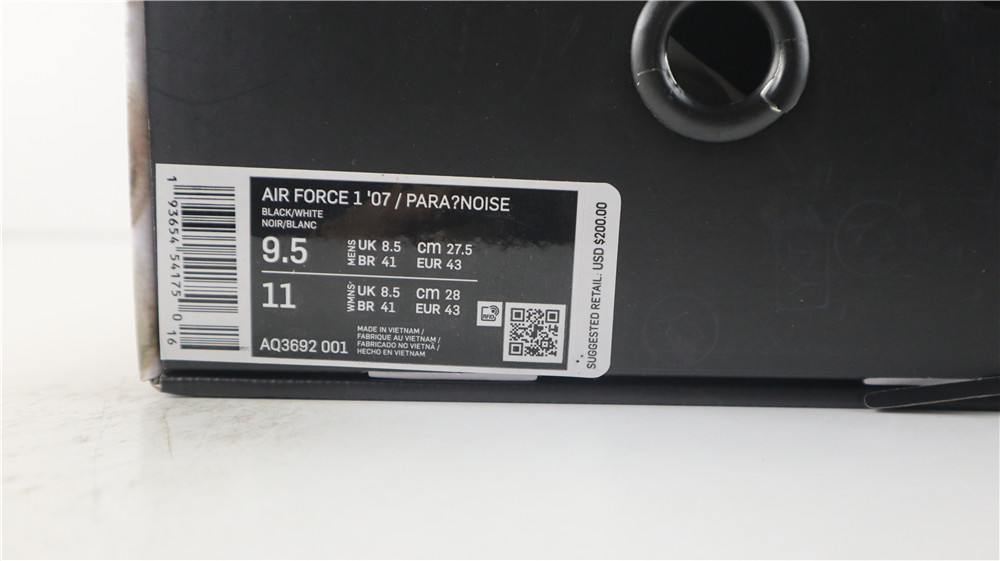 1 93654 54175 0 16
AIR FORCE 1 '07 / PARA?NOISE
BLACK/WHITE
NOIR/BLANC
9.5 MENS UK 8.5 cm 27.5
BR 41 EUR 43
11 WMNS' UK 8.5 cm 28
BR 41 EUR 43
RFID
AQ3692 001
MADE IN VIETNAM /
FABRIQUE AU VIETNAM /
FABRICADO NO VIETNÃ /
HECHO EN VIETNAM
SUGGESTED RETAIL: USD $200.00